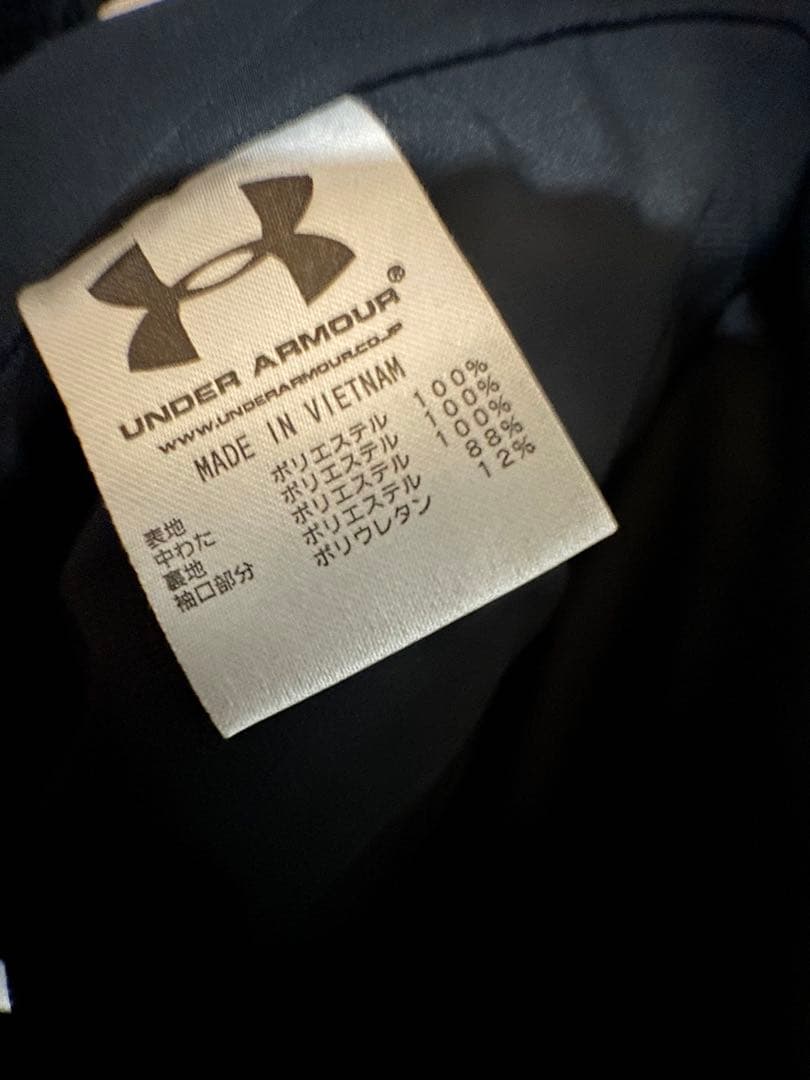 UNDER ARMOUR®
WWW.UNDERARMOUR.CO.JP
MADE IN VIETNAM
表地 ポリエステル 100%
中わた ポリエステル 100%
裏地 ポリエステル 100%
袖口部分 ポリエステル 88%
ポリウレタン 12%